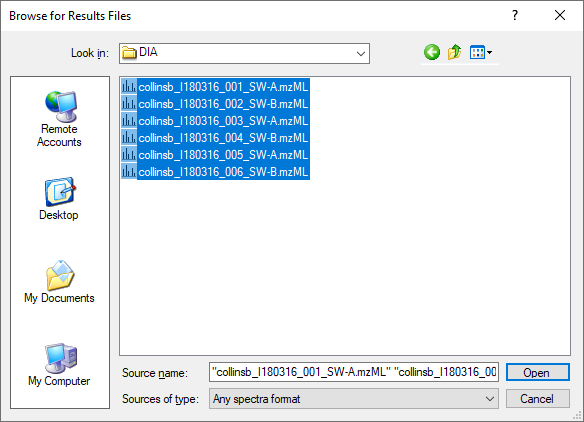 Browse for Results Files
Look in:
DIA
collinsb_I180316_001_SW-A.mzML
collinsb_I180316_002_SW-B.mzML
collinsb_I180316_003_SW-A.mzML
collinsb_I180316_004_SW-B.mzML
collinsb_I180316_005_SW-A.mzML
collinsb_I180316_006_SW-B.mzML
Remote
Accounts
Desktop
My Documents
My Computer
Source name:
"collinsb_I180316_001_SW-A.mzML" "collinsb_I180316_00
Open
Sources of type:
Any spectra format
Cancel